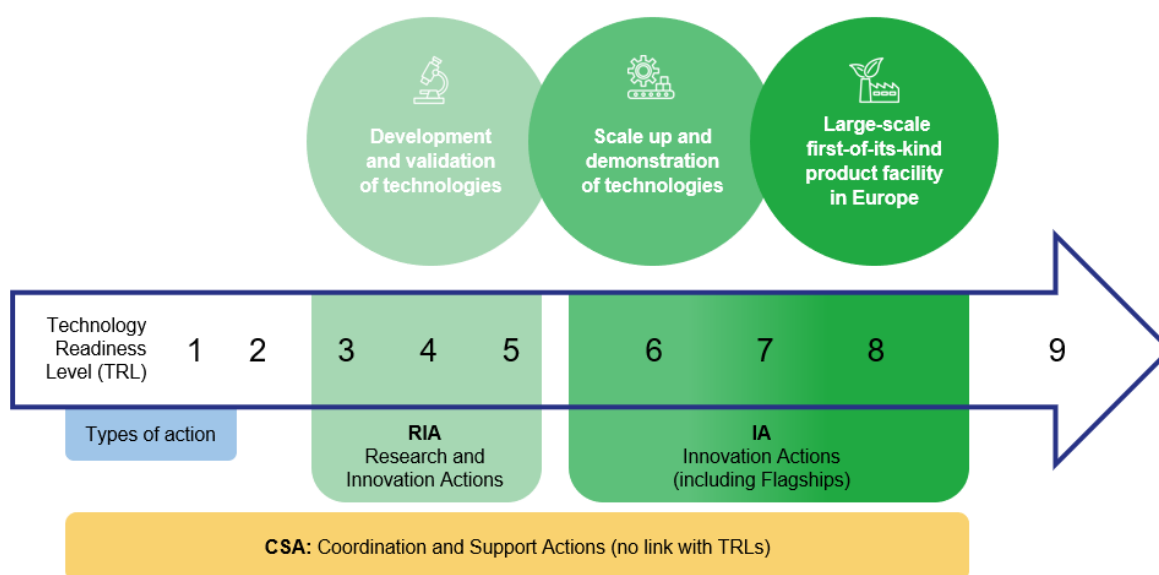 Development
and validation
of technologies
Scale up and
demonstration
of technologies
Large-scale
first-of-its-kind
product facility
in Europe
Technology
Readiness
Level (TRL)
1 2 3 4 5 6 7 8 9
Types of action
RIA
Research and
Innovation Actions
IA
Innovation Actions
(including Flagships)
CSA: Coordination and Support Actions (no link with TRLs)